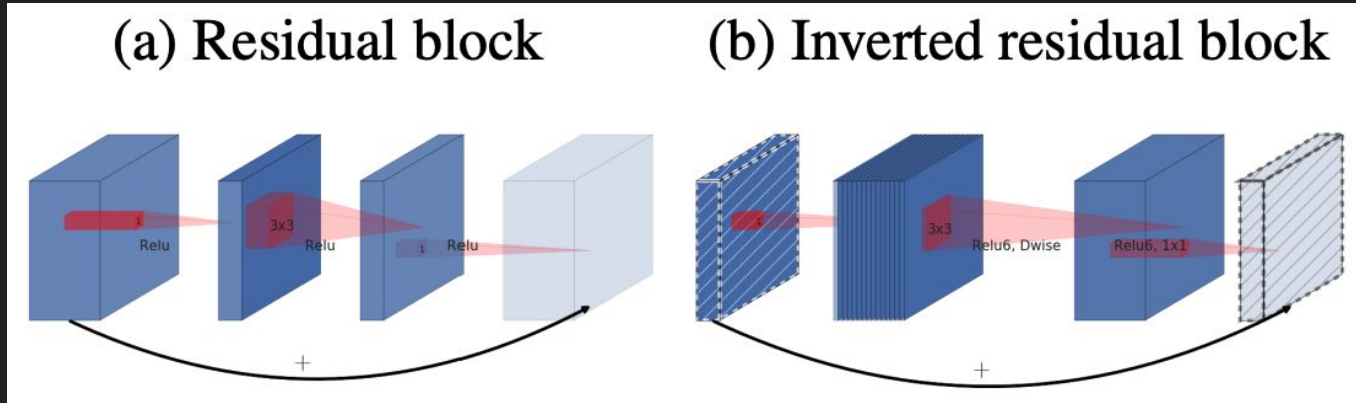 (a) Residual block
(b) Inverted residual block
1
Relu
3x3
Relu
1
Relu
+
1
3x3
Relu6, Dwise
Relu6, 1x1
+